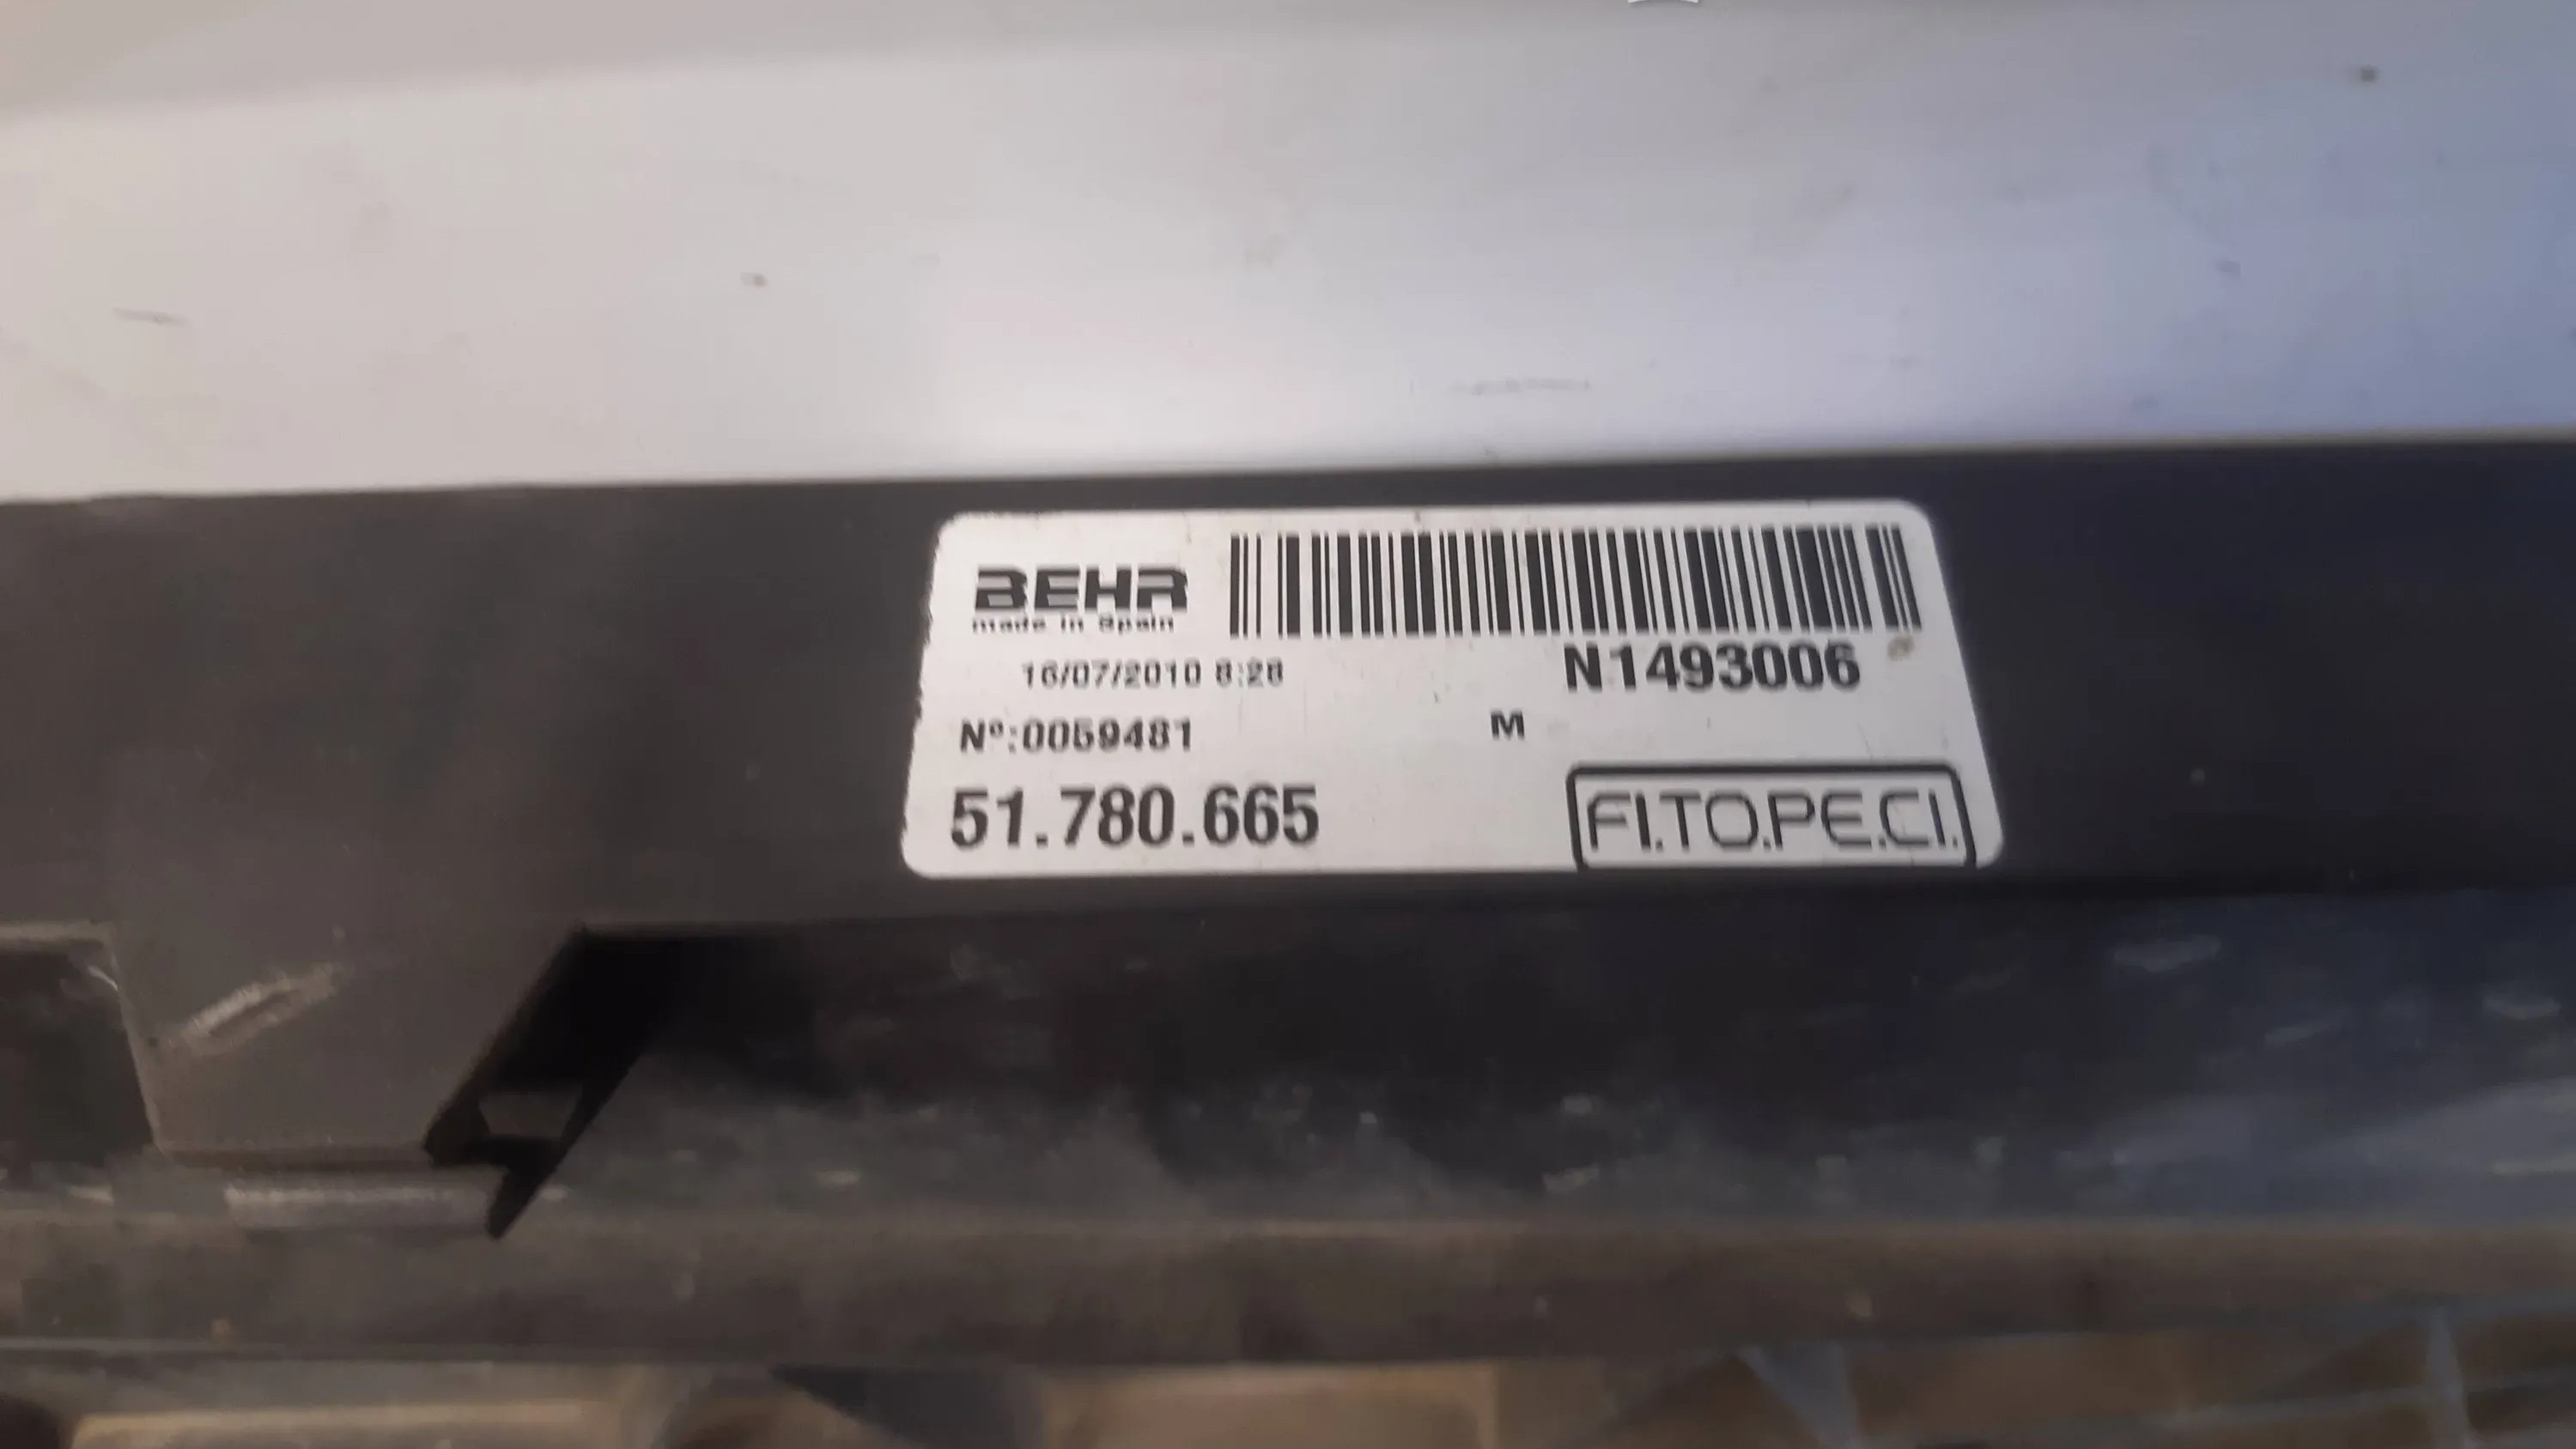 BEHR
made in Spain
16/07/2010 8:28
N1493006
Nº:0059481
M
51.780.665
FI.TO.PE.CI.